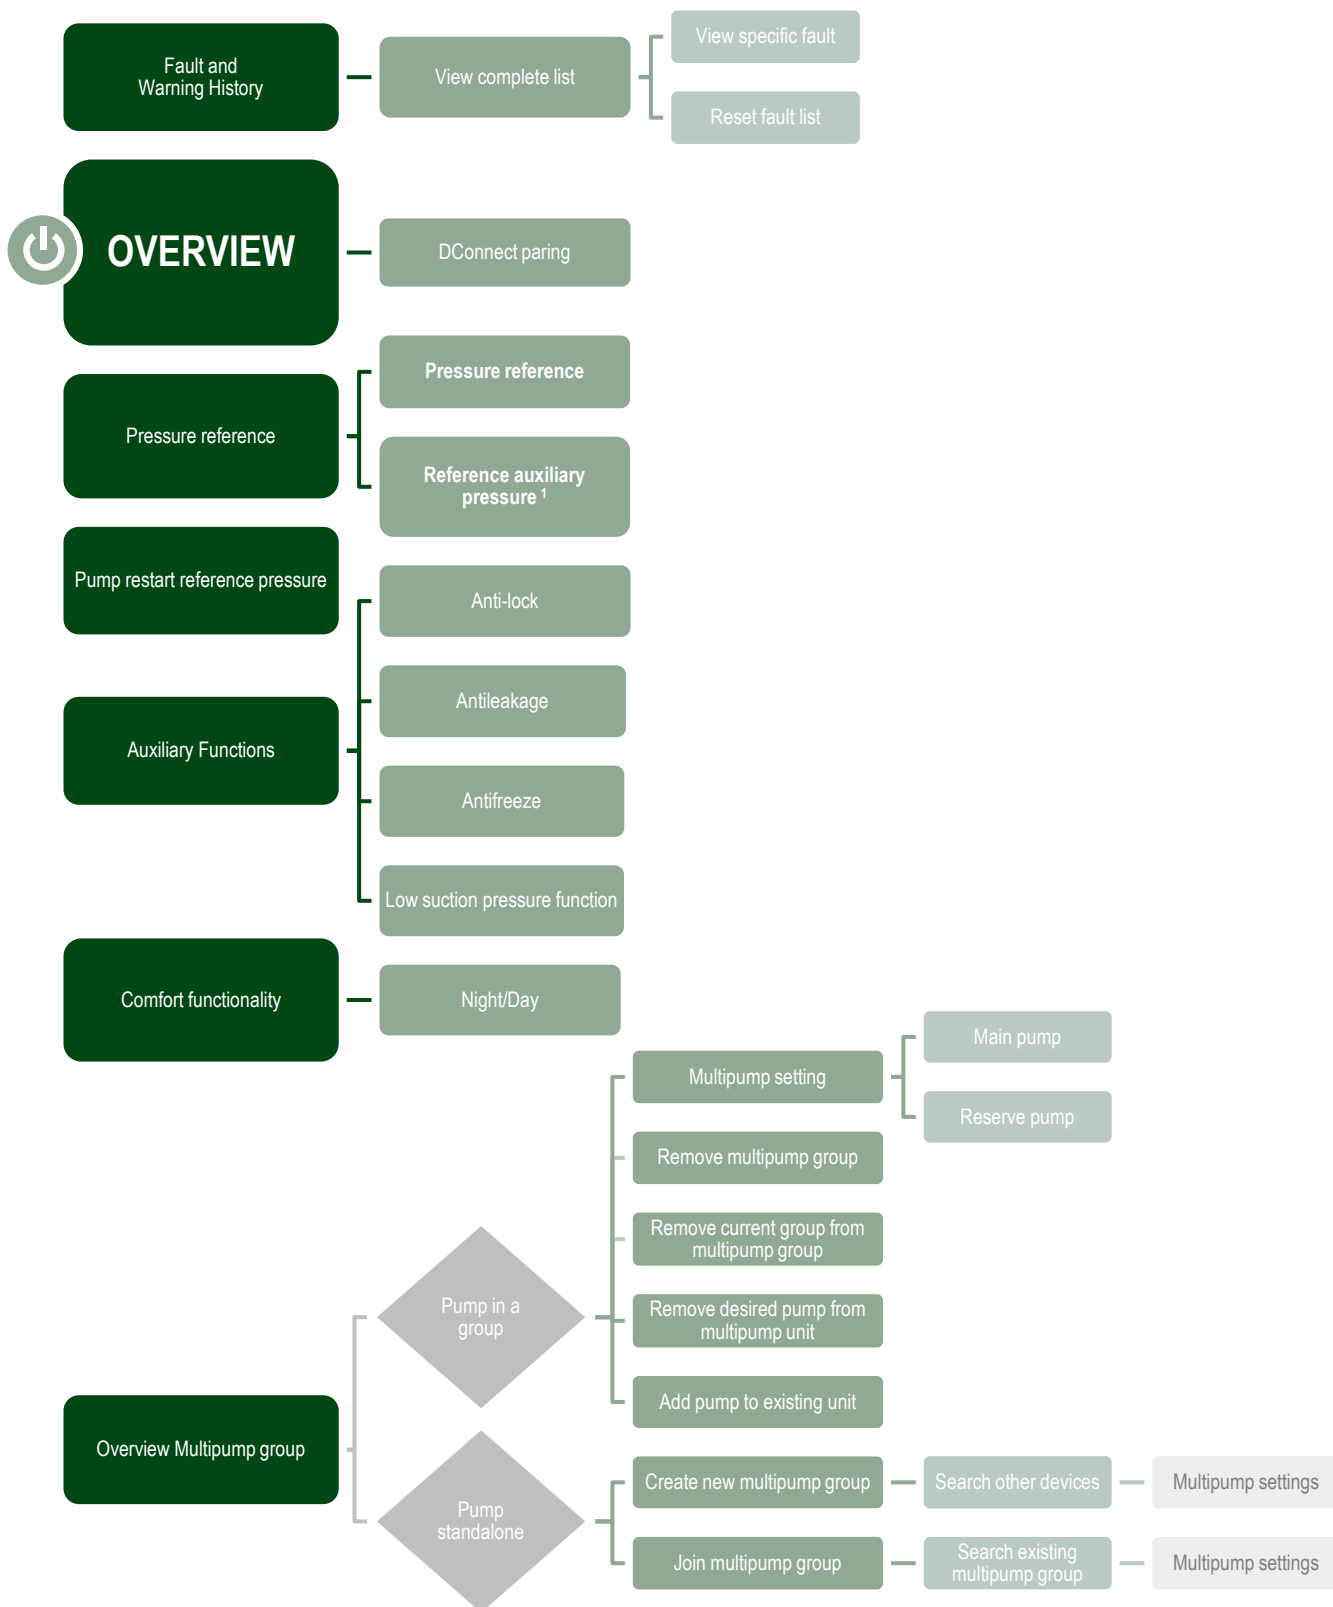 Fault and
Warning History
View complete list
View specific fault
Reset fault list
OVERVIEW
DConnect paring
Pressure reference
Pressure reference
Reference auxiliary
pressure ¹
Pump restart reference pressure
Auxiliary Functions
Anti-lock
Antileakage
Antifreeze
Low suction pressure function
Comfort functionality
Night/Day
Overview Multipump group
Pump in a
group
Multipump setting
Main pump
Reserve pump
Remove multipump group
Remove current group from
multipump group
Remove desired pump from
multipump unit
Add pump to existing unit
Pump
standalone
Create new multipump group
Search other devices
Multipump settings
Join multipump group
Search existing
multipump group
Multipump settings